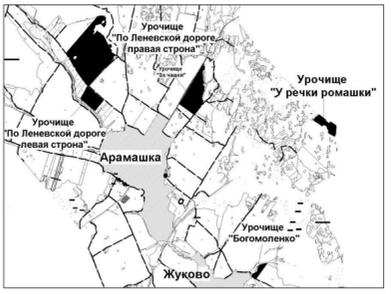 Урочище
"По Леневской дороге
правая строна"
Урочище
"За чащей"
Урочище
"У речки ромашки"
Урочище
"По Леневской дороге
левая строна"
Арамашка
Урочище
"Богомоленко"
Жуково